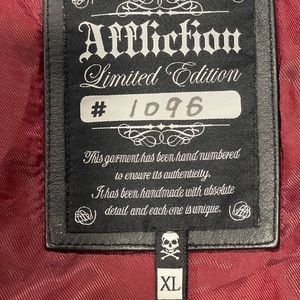 Affliction
Limited Edition
# 1096
This garment has been hand numbered
to ensure its authenticity.
It has been handmade with absolute
detail and each one is unique.
XL